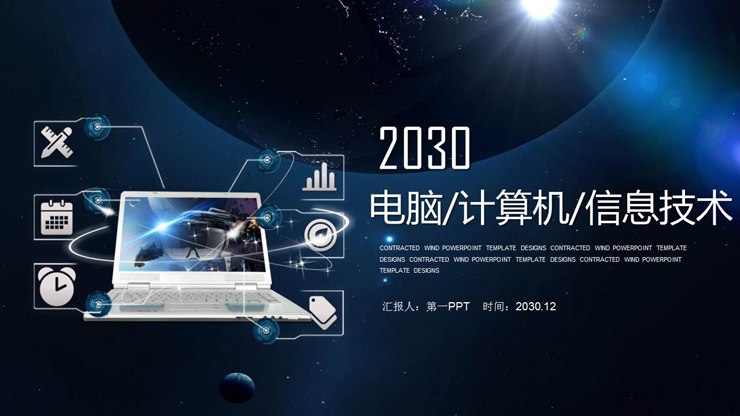 2030
电脑/计算机/信息技术
CONTRACTED WIND POWERPOINT TEMPLATE DESIGNS CONTRACTED WIND POWERPOINT TEMPLATE
DESIGNS CONTRACTED WIND POWERPOINT TEMPLATE DESIGNS CONTRACTED WIND POWERPOINT
TEMPLATE DESIGNS
汇报人：第一PPT 时间：2030.12